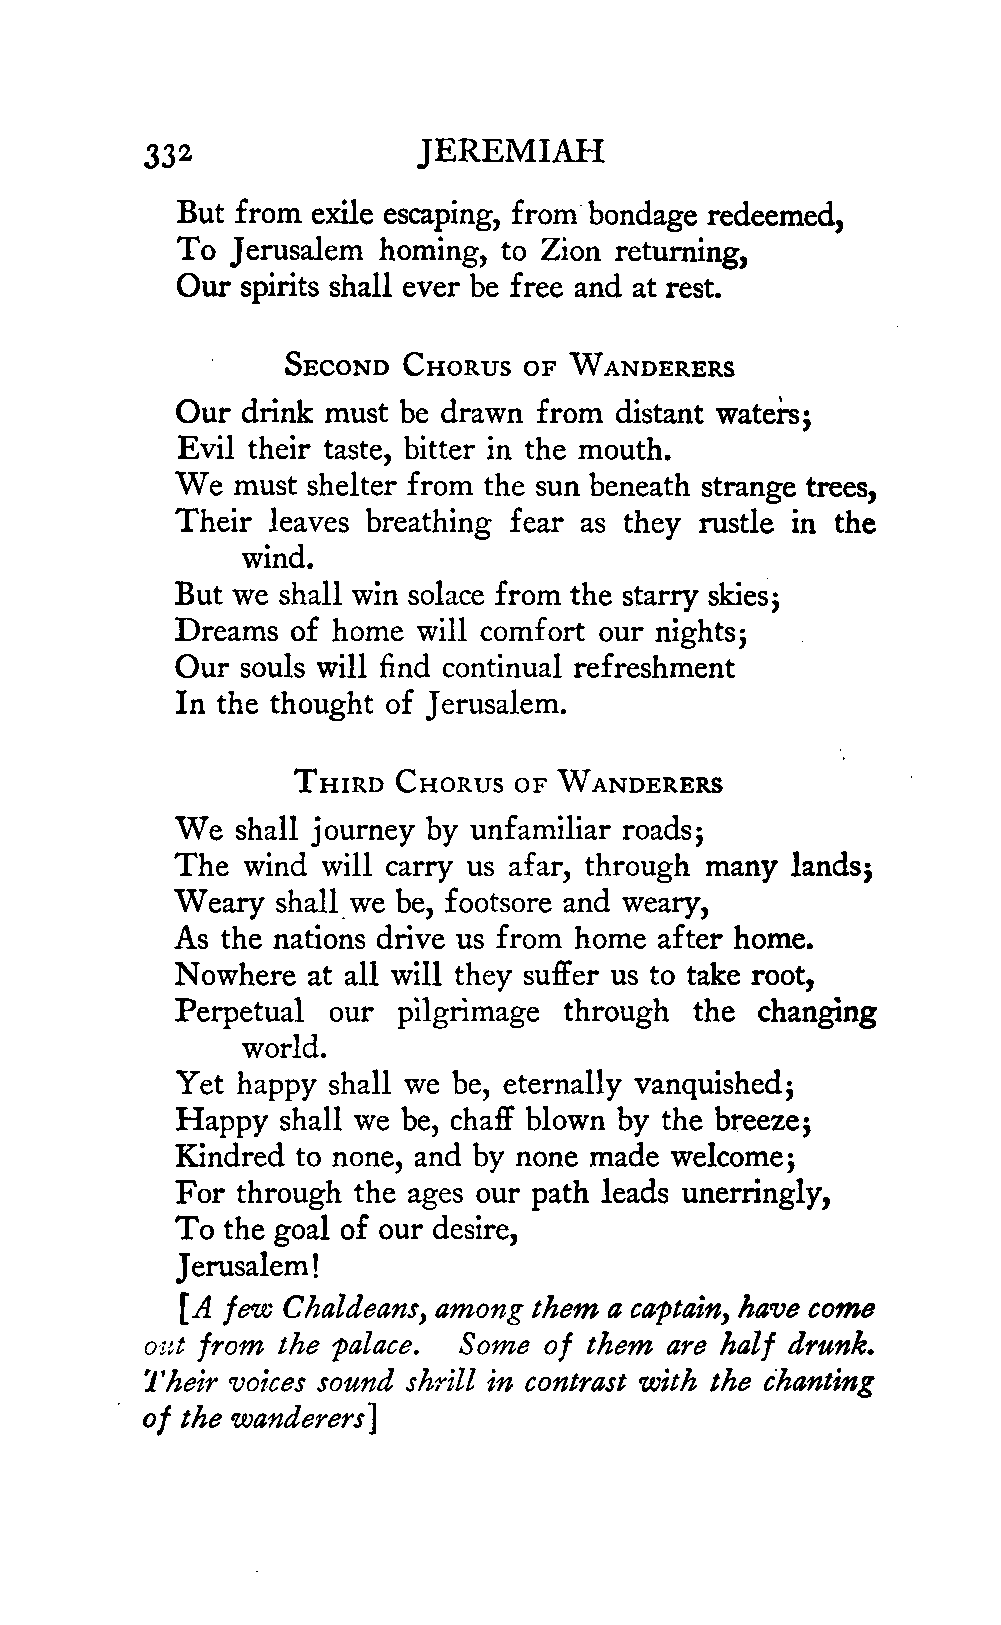 332 JEREMIAH
But from exile escaping, from bondage redeemed,
To Jerusalem homing, to Zion returning,
Our spirits shall ever be free and at rest.
SECOND CHORUS OF WANDERERS
Our drink must be drawn from distant waters;
Evil their taste, bitter in the mouth.
We must shelter from the sun beneath strange trees,
Their leaves breathing fear as they rustle in the
wind.
But we shall win solace from the starry skies;
Dreams of home will comfort our nights;
Our souls will find continual refreshment
In the thought of Jerusalem.
THIRD CHORUS OF WANDERERS
We shall journey by unfamiliar roads;
The wind will carry us afar, through many lands;
Weary shall we be, footsore and weary,
As the nations drive us from home after home.
Nowhere at all will they suffer us to take root,
Perpetual our pilgrimage through the changing
world.
Yet happy shall we be, eternally vanquished;
Happy shall we be, chaff blown by the breeze;
Kindred to none, and by none made welcome;
For through the ages our path leads unerringly,
To the goal of our desire,
Jerusalem!
[A few Chaldeans, among them a captain, have come
out from the palace. Some of them are half drunk.
Their voices sound shrill in contrast with the chanting
of the wanderers]